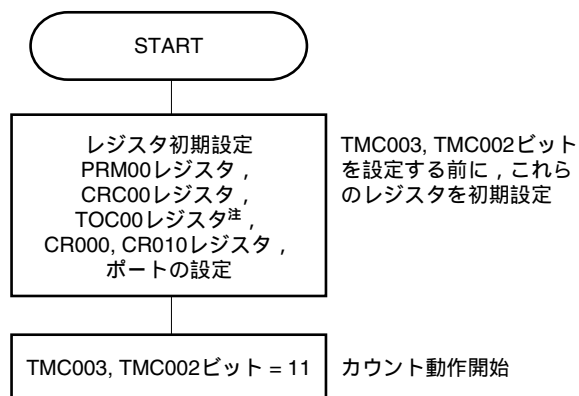 START
レジスタ初期設定
PRM00レジスタ，
CRC00レジスタ，
TOC00レジスタ注，
CR000, CR010レジスタ，
ポートの設定
TMC003, TMC002ビット
を設定する前に，これら
のレジスタを初期設定
TMC003, TMC002ビット = 11
カウント動作開始